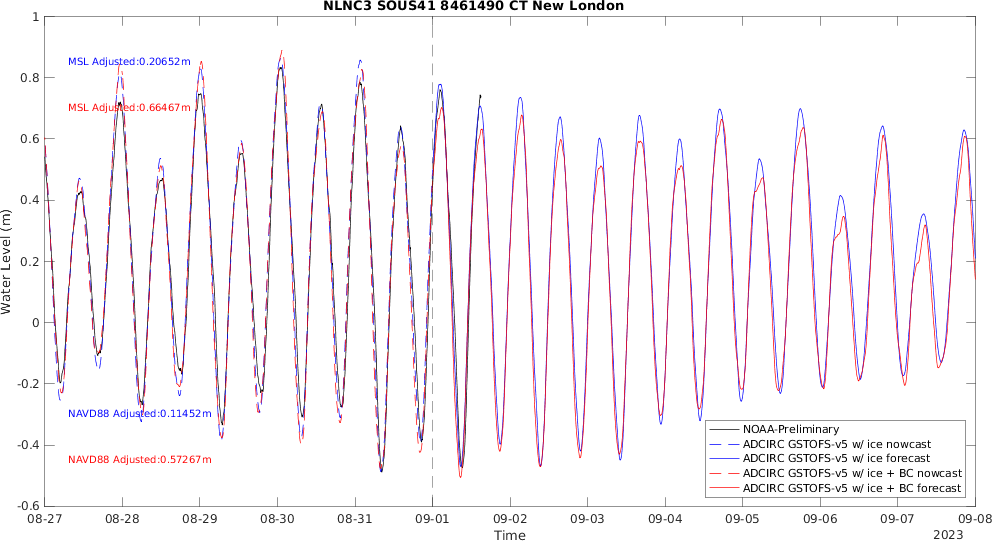 NLNC3 SOUS41 8461490 CT New London
Water Level (m)
1
0.8
0.6
0.4
0.2
0
-0.2
-0.4
-0.6
MSL Adjusted:0.20652m
MSL Adjusted:0.66467m
NAVD88 Adjusted:0.11452m
NAVD88 Adjusted:0.57267m
NOAA-Preliminary
ADCIRC GSTOFS-v5 w/ ice nowcast
ADCIRC GSTOFS-v5 w/ ice forecast
ADCIRC GSTOFS-v5 w/ ice + BC nowcast
ADCIRC GSTOFS-v5 w/ ice + BC forecast
08-27 08-28 08-29 08-30 08-31 09-01 09-02 09-03 09-04 09-05 09-06 09-07 09-08
Time
2023